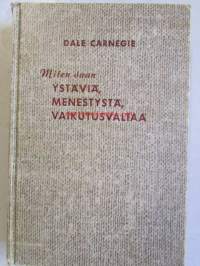 DALE CARNEGIE
Miten saan
YSTÄVIÄ,
MENESTYSTÄ,
VAIKUTUSVALTAA